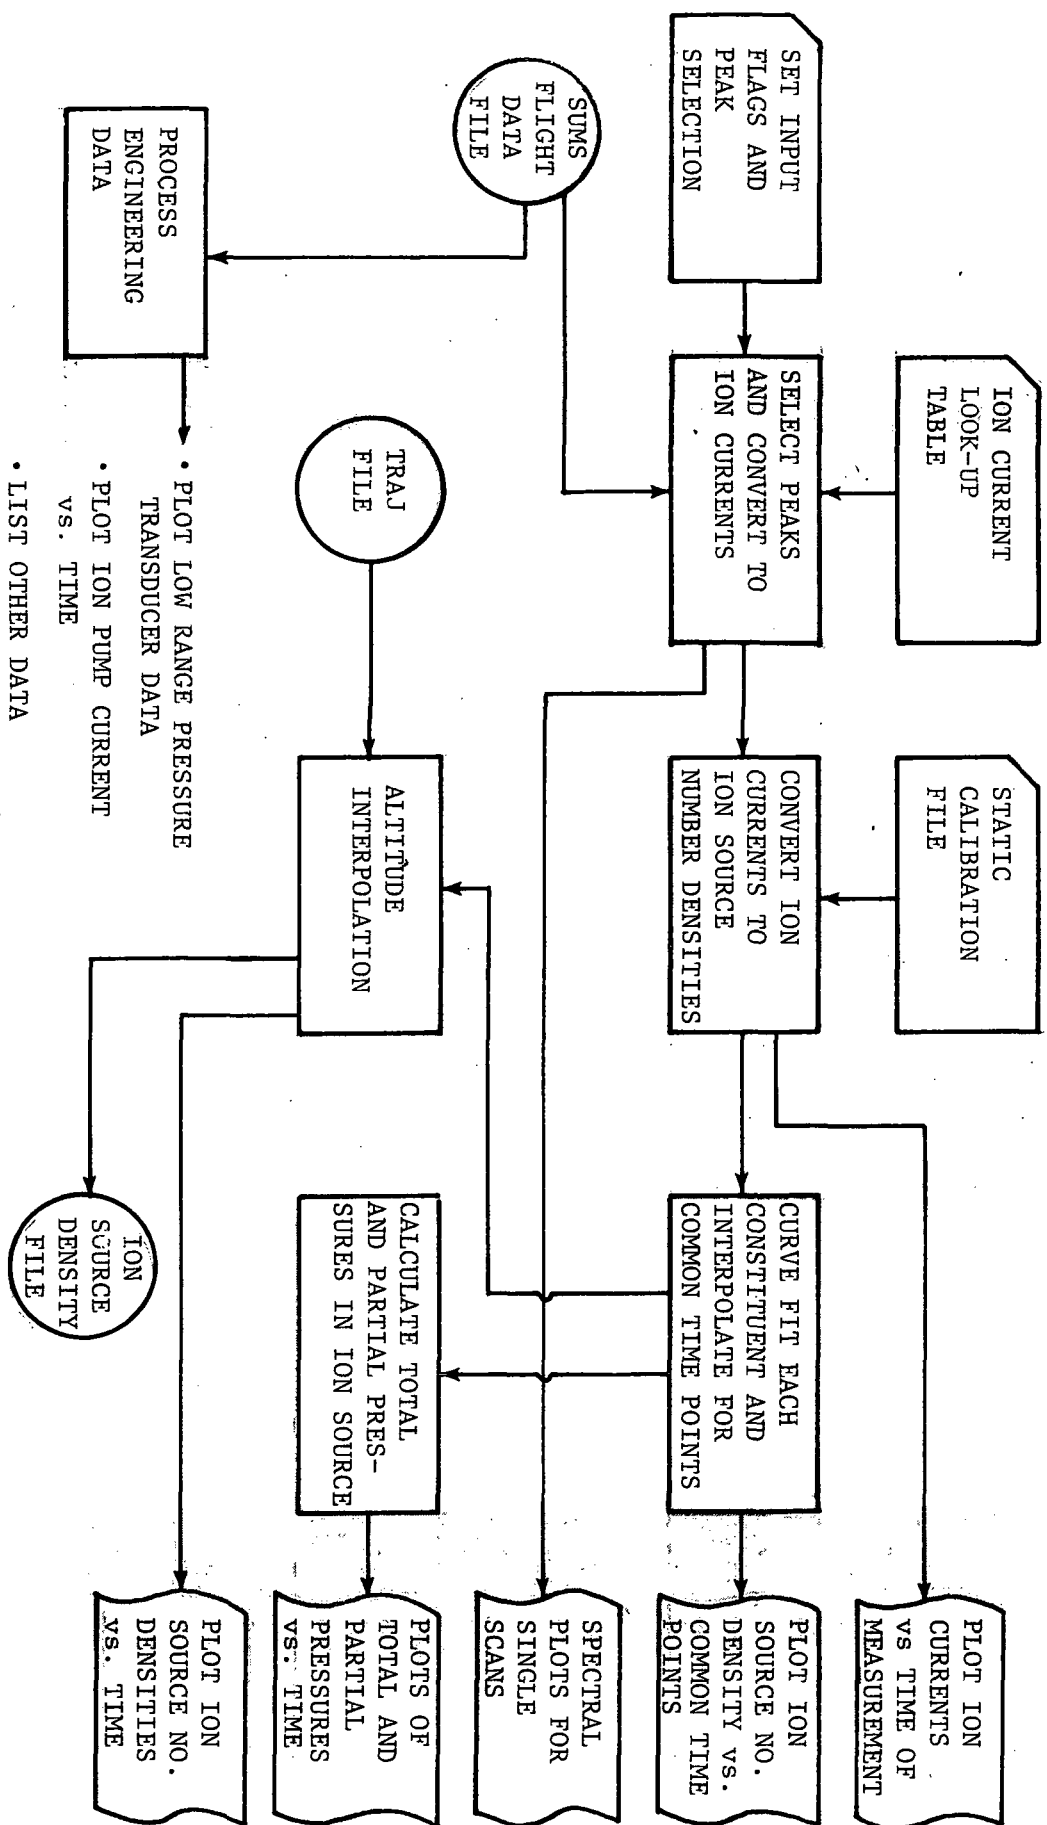 ION CURRENT
LOOK-UP
TABLE
STATIC
CALIBRATION
FILE
PLOT ION
CURRENTS
vs TIME OF
MEASUREMENT
SET INPUT
FLAGS AND
PEAK
SELECTION
SELECT PEAKS
AND CONVERT TO
ION CURRENTS
CONVERT ION
CURRENTS TO
ION SOURCE
NUMBER DENSITIES
CURVE FIT EACH
CONSTITUENT AND
INTERPOLATE FOR
COMMON TIME POINTS
PLOT ION
SOURCE NO.
DENSITY vs.
COMMON TIME
POINTS
SUMS
FLIGHT
DATA
FILE
SPECTRAL
PLOTS FOR
SINGLE
SCANS
TRAJ
FILE
ALTITUDE
INTERPOLATION
CALCULATE TOTAL
AND PARTIAL PRES-
SURES IN ION SOURCE
PLOTS OF
TOTAL AND
PARTIAL
PRESSURES
vs. TIME
PROCESS
ENGINEERING
DATA
• PLOT LOW RANGE PRESSURE
TRANSDUCER DATA
• PLOT ION PUMP CURRENT
vs. TIME
• LIST OTHER DATA
ION
SOURCE
DENSITY
FILE
PLOT ION
SOURCE NO.
DENSITIES
vs. TIME